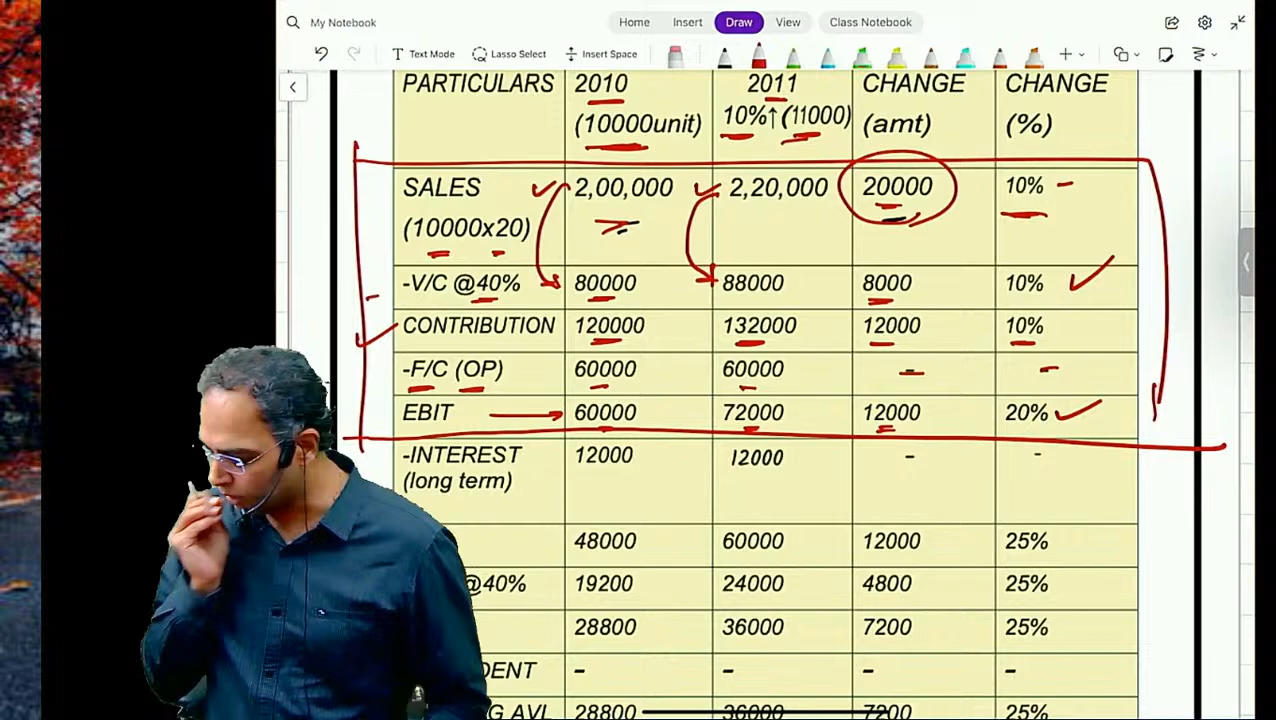 My Notebook
Home Insert Draw View Class Notebook
Text Mode Lasso Select Insert Space
PARTICULARS 2010 2011 CHANGE CHANGE
(10000unit) 10%↑(11000) (amt) (%)
SALES 2,00,000 2,20,000 20000 10%
(10000x20)
-V/C @40% 80000 88000 8000 10%
CONTRIBUTION 120000 132000 12000 10%
-F/C (OP) 60000 60000 - -
EBIT 60000 72000 12000 20%
-INTEREST 12000 12000 - -
(long term)
48000 60000 12000 25%
@40% 19200 24000 4800 25%
28800 36000 7200 25%
DENT - - - -
G AVL 28800 36000 7200 25%